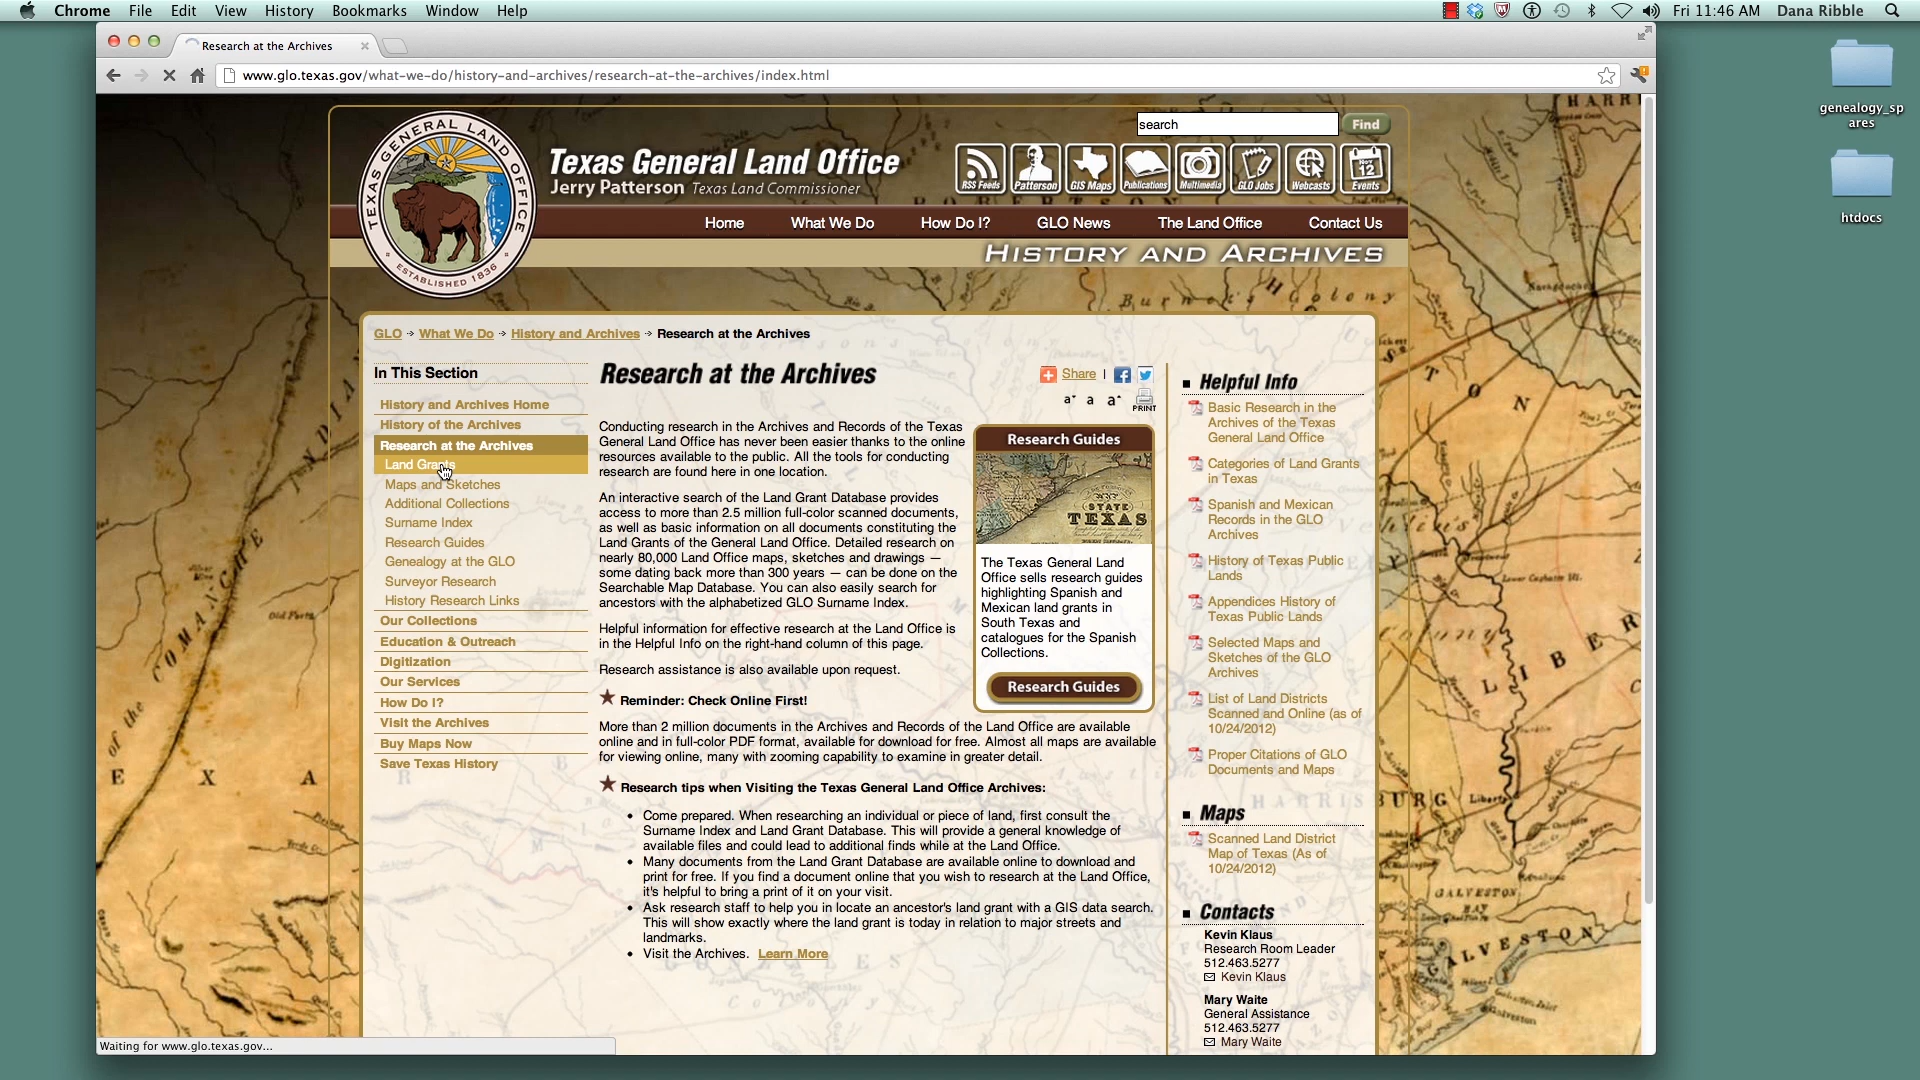 Chrome File Edit View History Bookmarks Window Help
Fri 11:46 AM Dana Ribble
Research at the Archives
www.glo.texas.gov/what-we-do/history-and-archives/research-at-the-archives/index.html
genealogy_sp
ares
htdocs
TEXAS GENERAL LAND OFFICE
ESTABLISHED 1836
search Find
Texas General Land Office
Jerry Patterson Texas Land Commissioner
RSS Feeds Patterson GIS Maps Publications Multimedia GLO Jobs Webcasts Nov 12 Events
Home What We Do How Do I? GLO News The Land Office Contact Us
History and Archives
Burnet's Colony
GLO What We Do History and Archives Research at the Archives
In This Section
History and Archives Home
History of the Archives
Research at the Archives
Land Grants
Maps and Sketches
Additional Collections
Surname Index
Research Guides
Genealogy at the GLO
Surveyor Research
History Research Links
Our Collections
Education & Outreach
Digitization
Our Services
How Do I?
Visit the Archives
Buy Maps Now
Save Texas History
Research at the Archives
Share |
a a a PRINT
Conducting research in the Archives and Records of the Texas
General Land Office has never been easier thanks to the online
resources available to the public. All the tools for conducting
research are found here in one location.
An interactive search of the Land Grant Database provides
access to more than 2.5 million full-color scanned documents,
as well as basic information on all documents constituting the
Land Grants of the General Land Office. Detailed research on
nearly 80,000 Land Office maps, sketches and drawings —
some dating back more than 300 years — can be done on the
Searchable Map Database. You can also easily search for
ancestors with the alphabetized GLO Surname Index.
Helpful information for effective research at the Land Office is
in the Helpful Info on the right-hand column of this page.
Research assistance is also available upon request.
Reminder: Check Online First!
More than 2 million documents in the Archives and Records of the Land Office are available
online and in full-color PDF format, available for download for free. Almost all maps are available
for viewing online, many with zooming capability to examine in greater detail.
Research tips when Visiting the Texas General Land Office Archives:
• Come prepared. When researching an individual or piece of land, first consult the
Surname Index and Land Grant Database. This will provide a general knowledge of
available files and could lead to additional finds while at the Land Office.
• Many documents from the Land Grant Database are available online to download and
print for free. If you find a document online that you wish to research at the Land Office,
it's helpful to bring a print of it on your visit.
• Ask research staff to help you in locate an ancestor's land grant with a GIS data search.
This will show exactly where the land grant is today in relation to major streets and
landmarks.
• Visit the Archives. Learn More
Research Guides
STATE
TEXAS
The Texas General Land
Office sells research guides
highlighting Spanish and
Mexican land grants in
South Texas and
catalogues for the Spanish
Collections.
Research Guides
Helpful Info
Basic Research in the
Archives of the Texas
General Land Office
Categories of Land Grants
in Texas
Spanish and Mexican
Records in the GLO
Archives
History of Texas Public
Lands
Appendices History of
Texas Public Lands
Selected Maps and
Sketches of the GLO
Archives
List of Land Districts
Scanned and Online (as of
10/24/2012)
Proper Citations of GLO
Documents and Maps
Maps
Scanned Land District
Map of Texas (As of
10/24/2012)
Contacts
Kevin Klaus
Research Room Leader
512.463.5277
Kevin Klaus
Mary Waite
General Assistance
512.463.5277
Mary Waite
GALVESTON
BAY
GALVESTON
Waiting for www.glo.texas.gov...